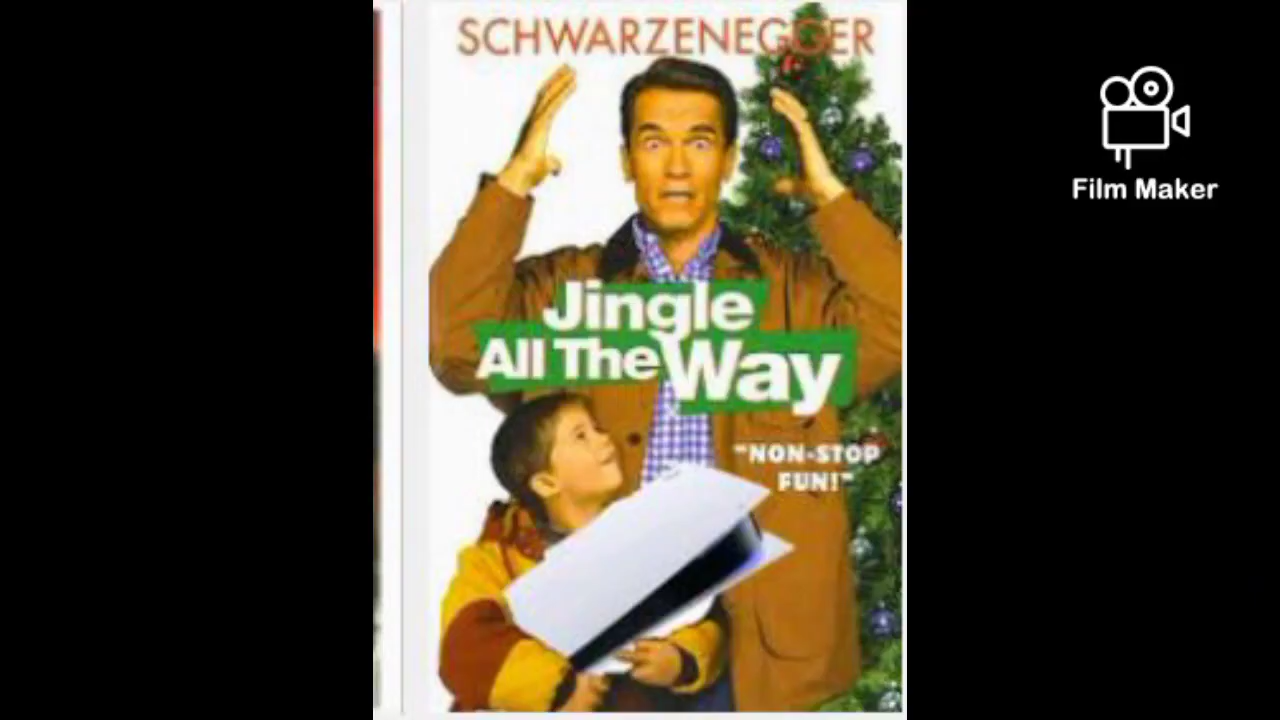 SCHWARZENEGGER
Film Maker
Jingle
All The Way
"NON-STOP
FUN!"